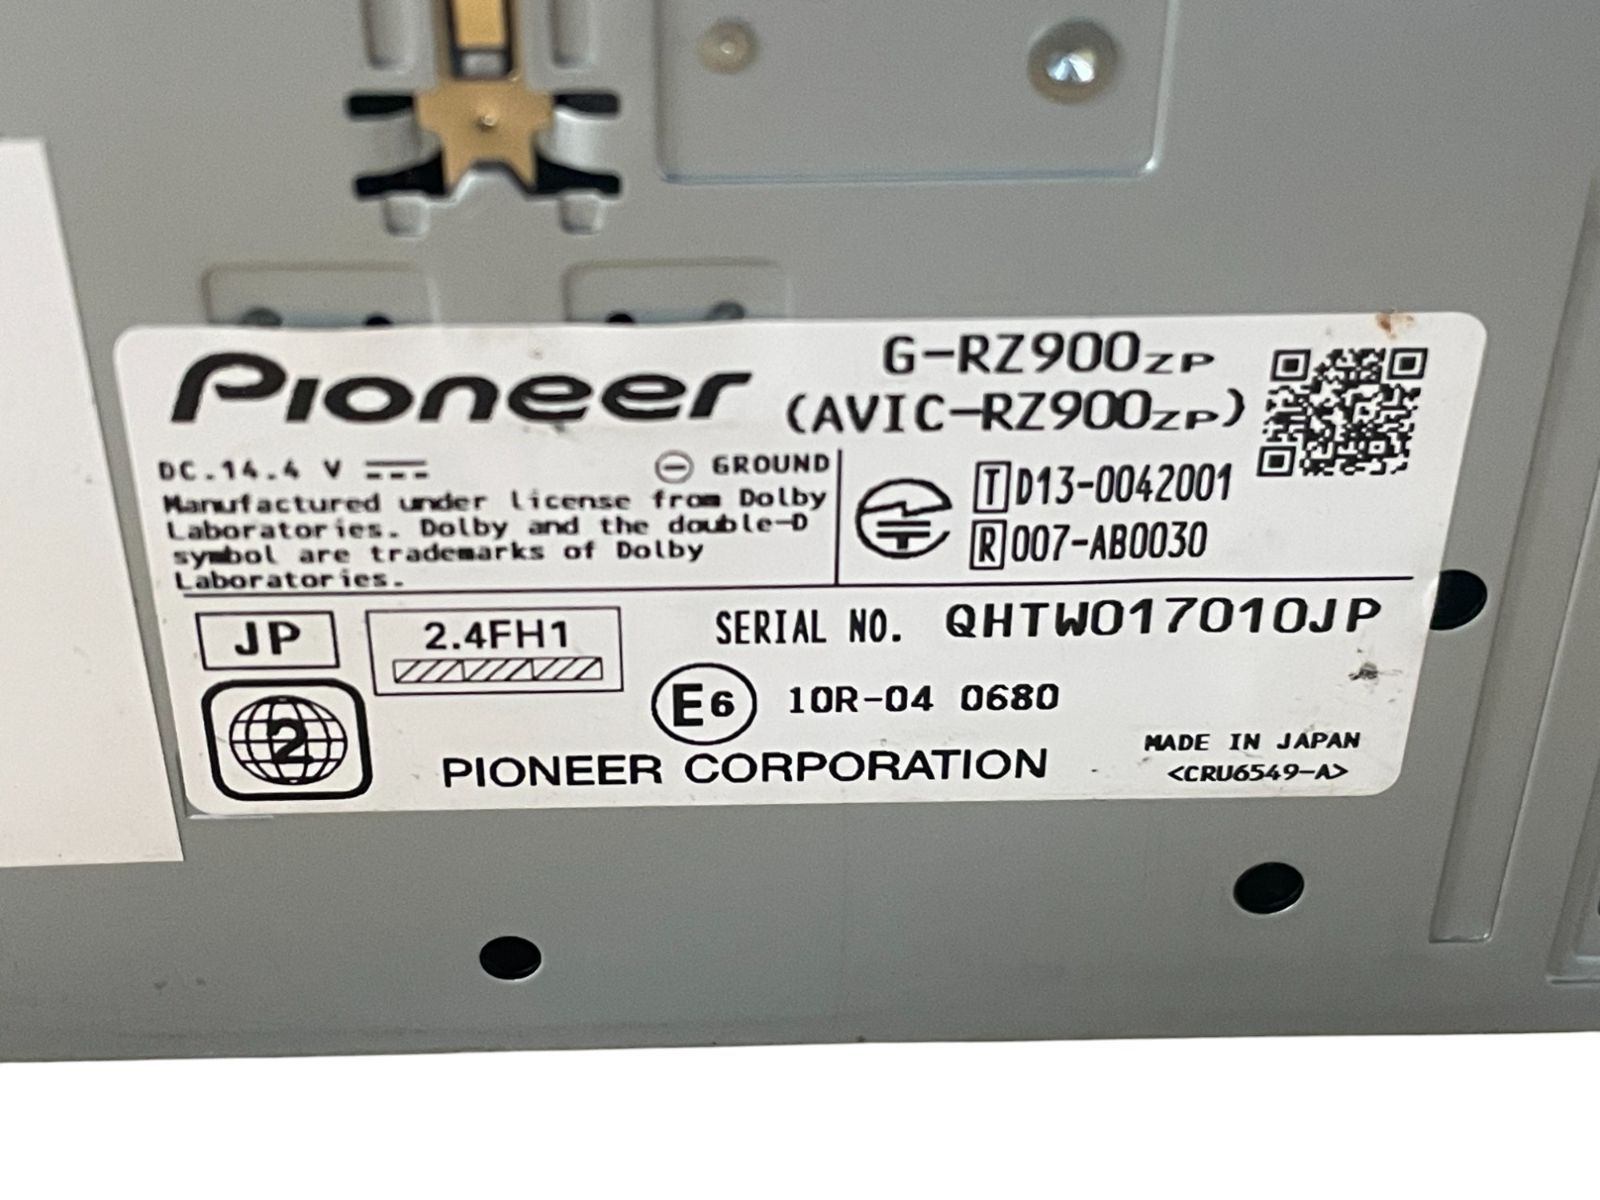 Pioneer
G-RZ900ZP
(AVIC-RZ900ZP)
DC.14.4 V
GROUND
Manufactured under license from Dolby
Laboratories. Dolby and the double-D
symbol are trademarks of Dolby
Laboratories.
T D13-0042001
R 007-AB0030
JP
2.4FH1
SERIAL NO. QHTW017010JP
2
E6 10R-04 0680
PIONEER CORPORATION
MADE IN JAPAN
<CRU6549-A>